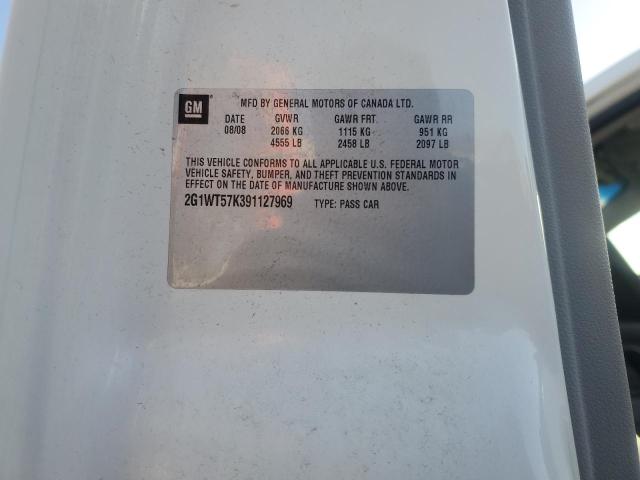 GM MFD BY GENERAL MOTORS OF CANADA LTD.
DATE GVWR GAWR FRT. GAWR RR
08/08 2066 KG 1115 KG 951 KG
4555 LB 2458 LB 2097 LB
THIS VEHICLE CONFORMS TO ALL APPLICABLE U.S. FEDERAL MOTOR
VEHICLE SAFETY, BUMPER, AND THEFT PREVENTION STANDARDS IN
EFFECT ON THE DATE OF MANUFACTURE SHOWN ABOVE.
2G1WT57K391127969 TYPE: PASS CAR